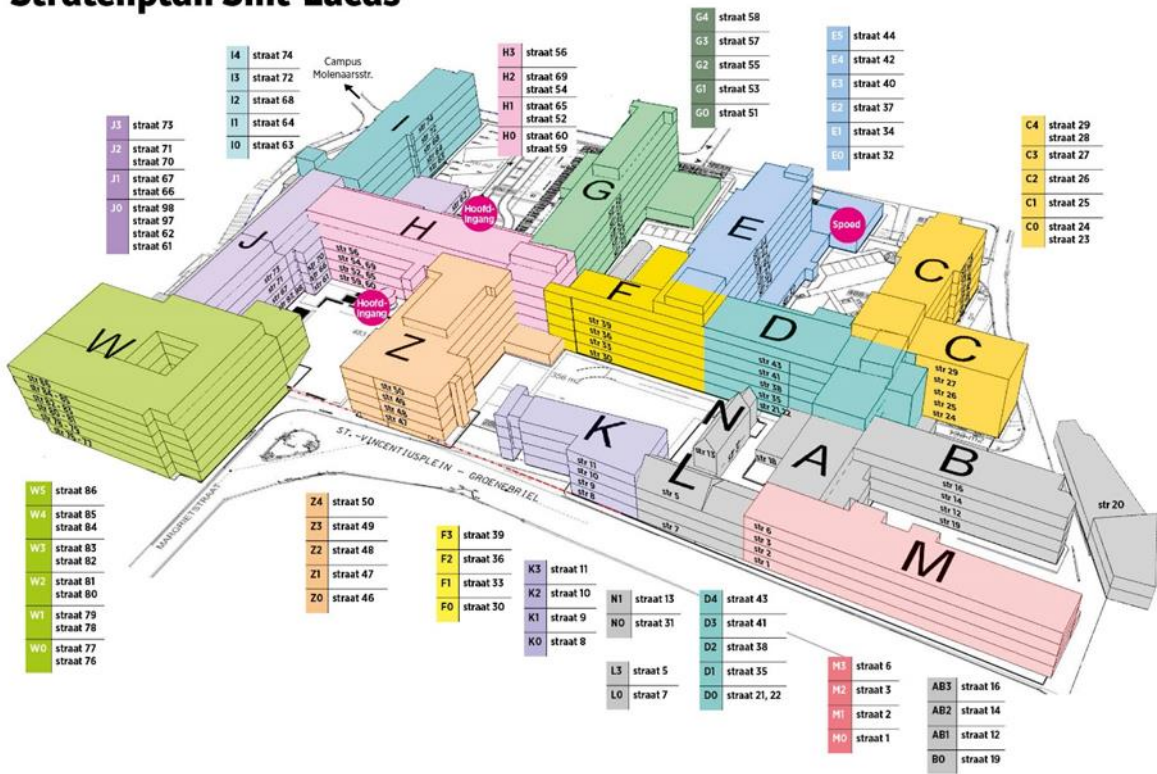 Stratenplan Sint-Lucas
G4 straat 58
G3 straat 57
G2 straat 55
G1 straat 53
G0 straat 51
E5 straat 44
E4 straat 42
E3 straat 40
E2 straat 37
E1 straat 34
E0 straat 32
I4 straat 74
I3 straat 72
I2 straat 68
I1 straat 64
I0 straat 63
Campus
Molenaarsstr.
H3 straat 56
H2 straat 69
straat 54
H1 straat 65
straat 52
H0 straat 60
straat 59
J3 straat 73
J2 straat 71
straat 70
J1 straat 67
straat 66
J0 straat 98
straat 97
straat 62
straat 61
C4 straat 29
straat 28
C3 straat 27
C2 straat 26
C1 straat 25
C0 straat 24
straat 23
I
G
Hoofd-
ingang
H
J
E
Spoed
C
str 56
str 54, 69
str 52, 65
str 59, 60
Hoofd-
ingang
F
str 39
str 36
str 33
str 30
D
str 43
str 41
str 38
str 35
str 21,22
C
str 29
str 27
str 26
str 25
str 24
W
str 86
Z
str 50
str 49
str 48
str 47
K
str 11
str 10
str 9
str 8
N
str 13
L
str 5
str 7
str 18
A
B
str 16
str 14
str 12
str 19
str 20
M
str 6
str 3
str 2
str 1
ST.-VINCENTIUSPLEIN - GROENEBRIEL
MARGRIETSTRAAT
W5 straat 86
W4 straat 85
straat 84
W3 straat 83
straat 82
W2 straat 81
straat 80
W1 straat 79
straat 78
W0 straat 77
straat 76
Z4 straat 50
Z3 straat 49
Z2 straat 48
Z1 straat 47
Z0 straat 46
F3 straat 39
F2 straat 36
F1 straat 33
F0 straat 30
K3 straat 11
K2 straat 10
K1 straat 9
K0 straat 8
N1 straat 13
N0 straat 31
L3 straat 5
L0 straat 7
D4 straat 43
D3 straat 41
D2 straat 38
D1 straat 35
D0 straat 21, 22
M3 straat 6
M2 straat 3
M1 straat 2
M0 straat 1
AB3 straat 16
AB2 straat 14
AB1 straat 12
B0 straat 19